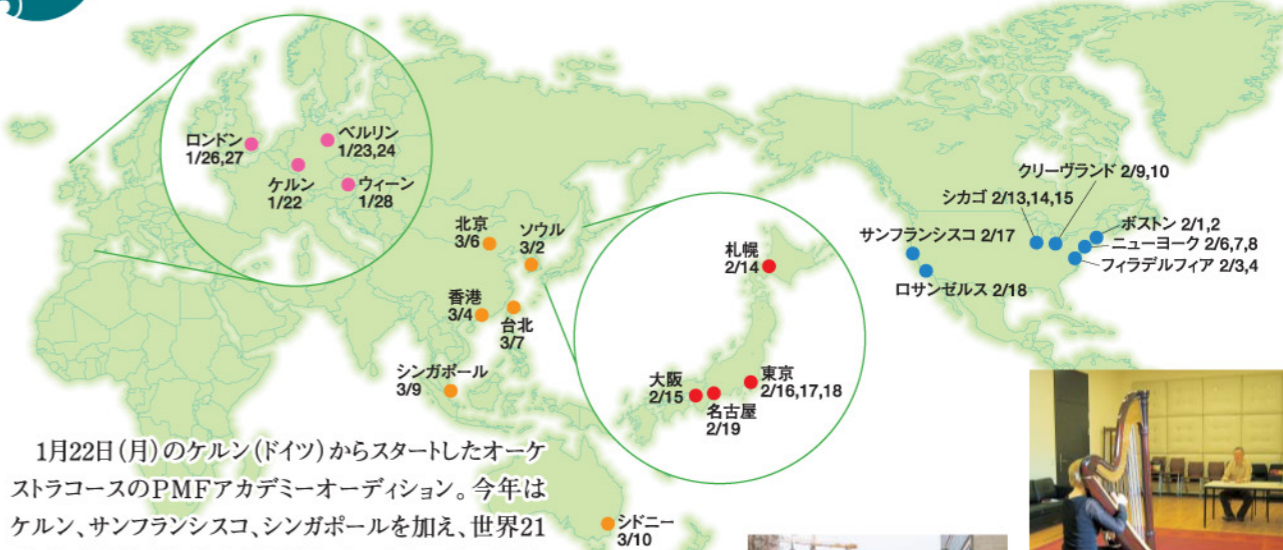 ロンドン
1/26,27
ベルリン
1/23,24
ケルン
1/22
ウィーン
1/28
北京
3/6
ソウル
3/2
香港
3/4
台北
3/7
シンガポール
3/9
シドニー
3/10
札幌
2/14
大阪
2/15
名古屋
2/19
東京
2/16,17,18
クリーヴランド 2/9,10
シカゴ 2/13,14,15
ボストン 2/1,2
サンフランシスコ 2/17
ニューヨーク 2/6,7,8
フィラデルフィア 2/3,4
ロサンゼルス 2/18
1月22日(月)のケルン(ドイツ)からスタートしたオーケ
ストラコースのPMFアカデミーオーディション。今年は
ケルン、サンフランシスコ、シンガポールを加え、世界21